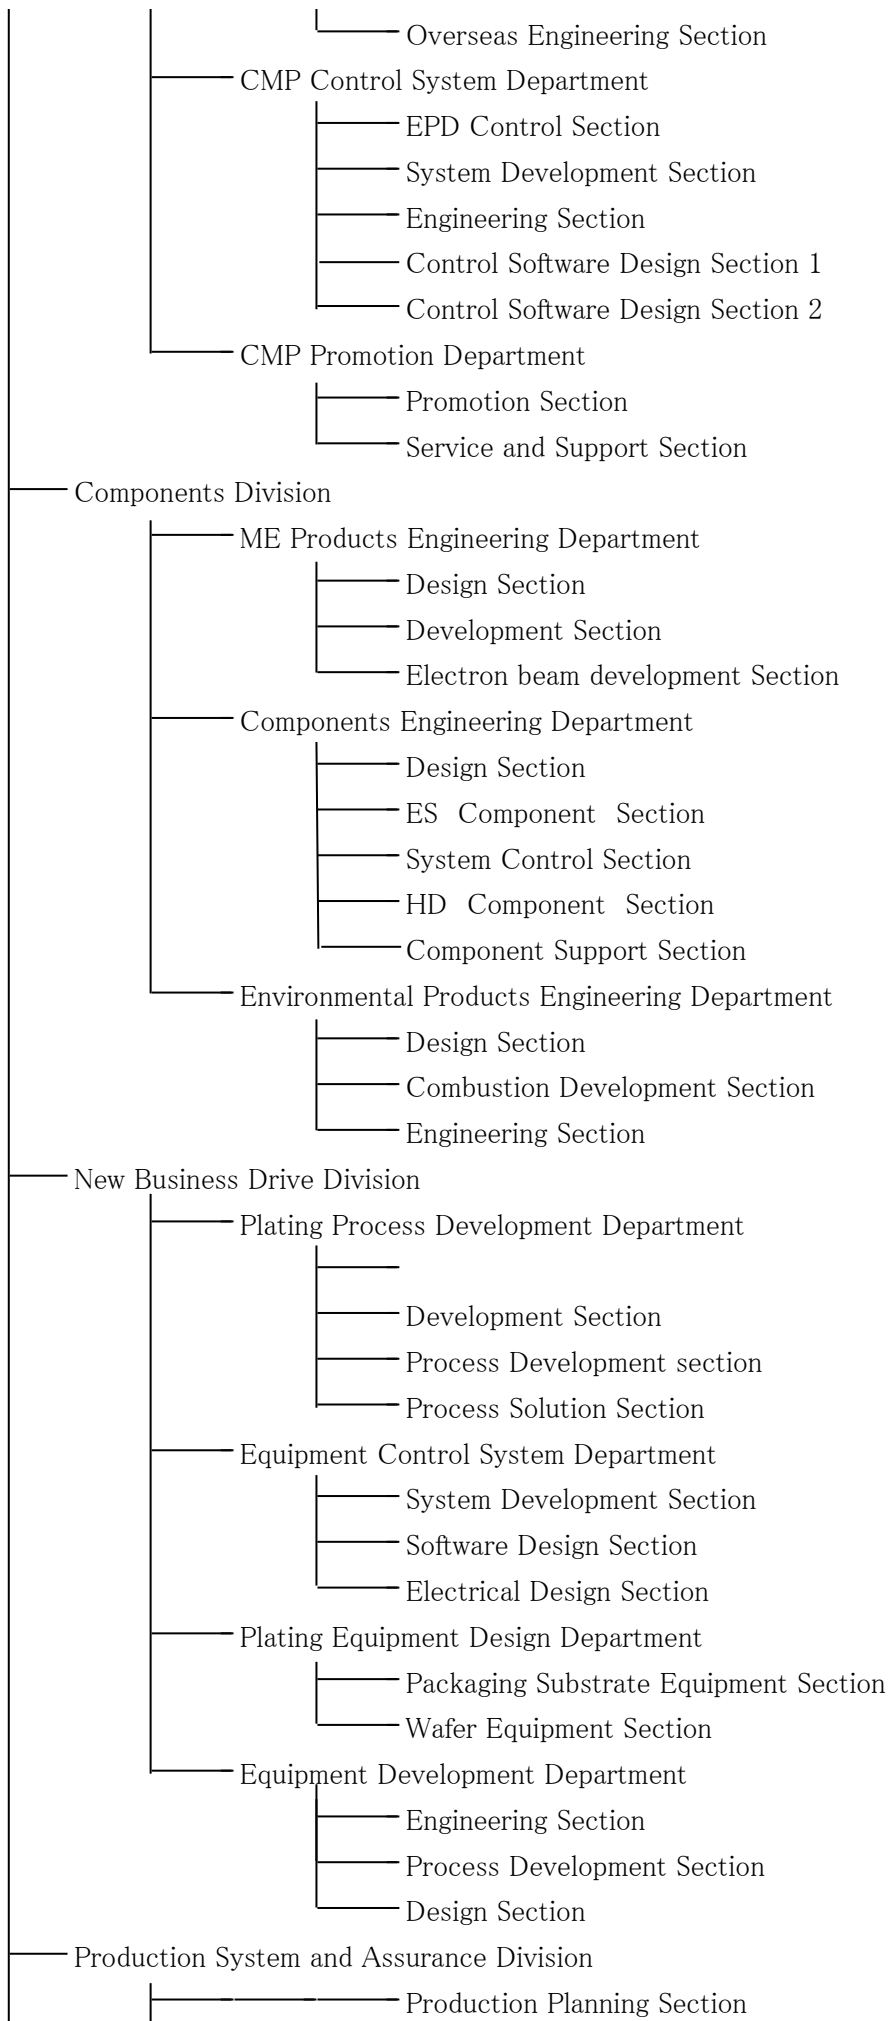 Overseas Engineering Section
CMP Control System Department
EPD Control Section
System Development Section
Engineering Section
Control Software Design Section 1
Control Software Design Section 2
CMP Promotion Department
Promotion Section
Service and Support Section
Components Division
ME Products Engineering Department
Design Section
Development Section
Electron beam development Section
Components Engineering Department
Design Section
ES Component Section
System Control Section
HD Component Section
Component Support Section
Environmental Products Engineering Department
Design Section
Combustion Development Section
Engineering Section
New Business Drive Division
Plating Process Development Department
Development Section
Process Development section
Process Solution Section
Equipment Control System Department
System Development Section
Software Design Section
Electrical Design Section
Plating Equipment Design Department
Packaging Substrate Equipment Section
Wafer Equipment Section
Equipment Development Department
Engineering Section
Process Development Section
Design Section
Production System and Assurance Division
Production Planning Section